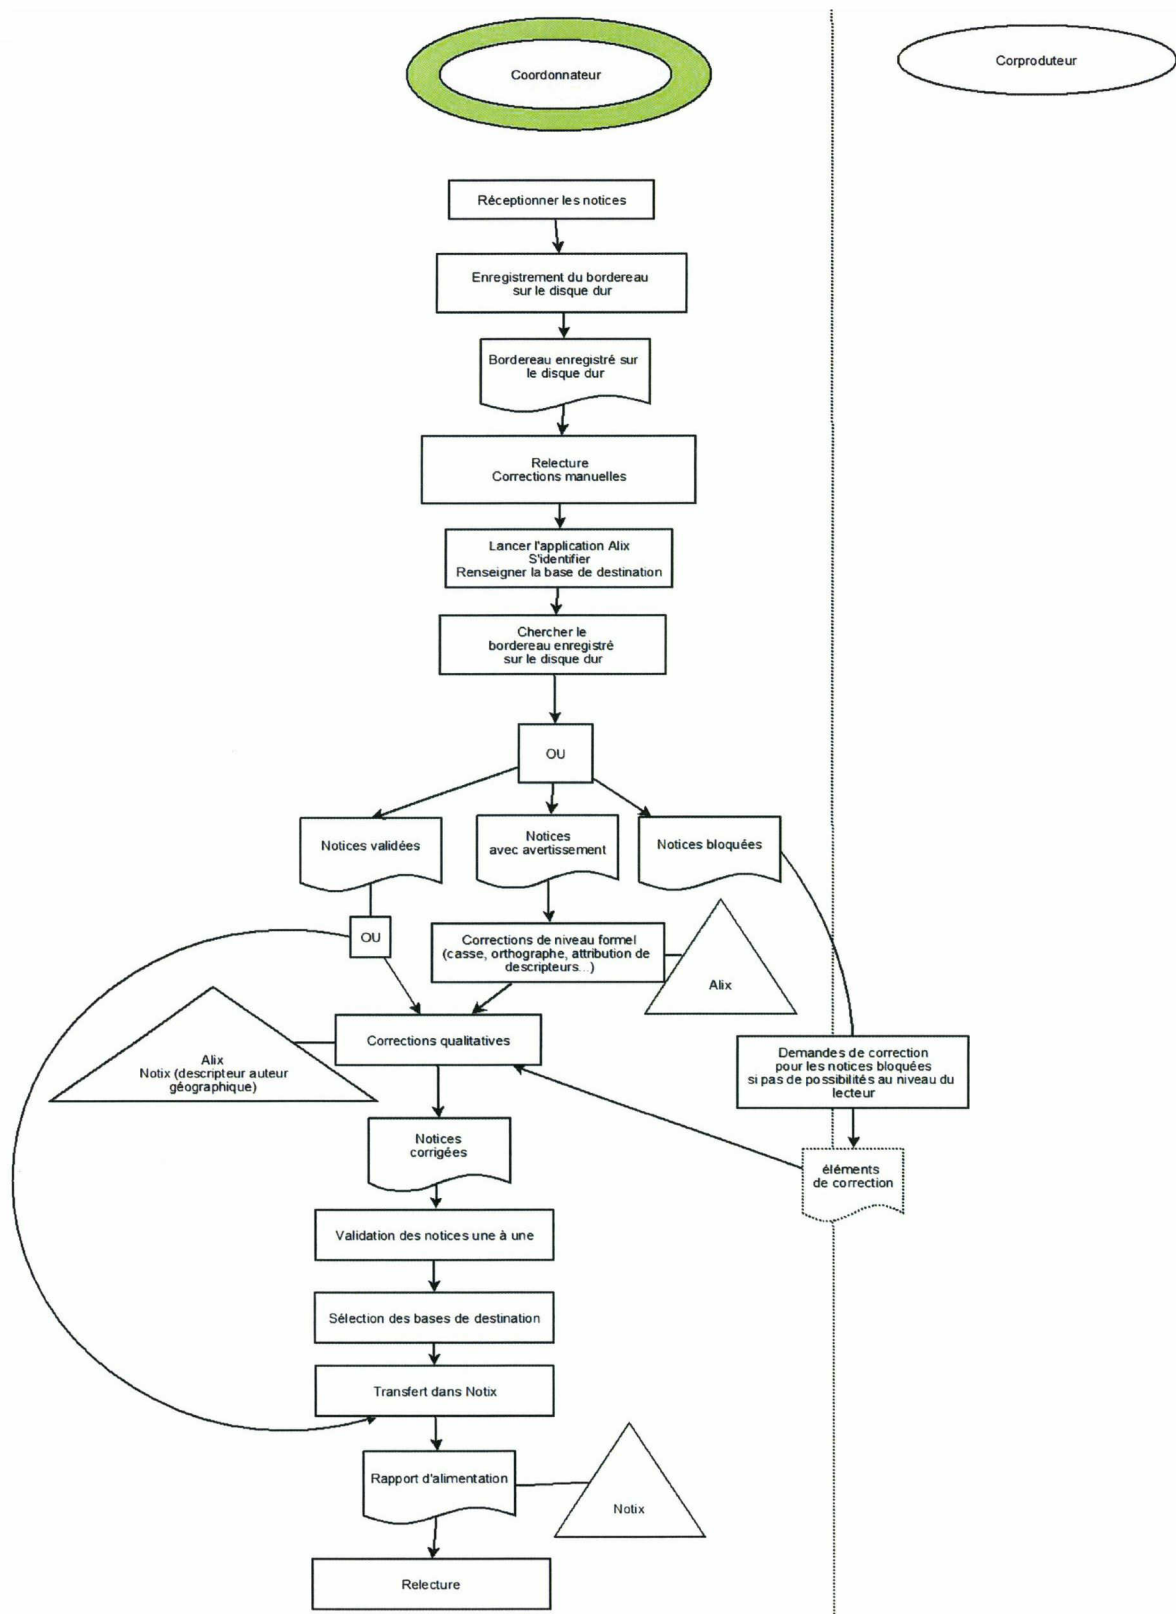 Coordonnateur
Corproduteur
Réceptionner les notices
Enregistrement du bordereau
sur le disque dur
Bordereau enregistré sur
le disque dur
Relecture
Corrections manuelles
Lancer l'application Alix
S'identifier
Renseigner la base de destination
Chercher le
bordereau enregistré
sur le disque dur
OU
Notices validées
Notices
avec avertissement
Notices bloquées
OU
Corrections de niveau formel
(casse, orthographe, attribution de
descripteurs...)
Alix
Corrections qualitatives
Alix
Notix (descripteur auteur
géographique)
Demandes de correction
pour les notices bloquées
si pas de possibilités au niveau du
lecteur
Notices
corrigées
éléments
de correction
Validation des notices une à une
Sélection des bases de destination
Transfert dans Notix
Rapport d'alimentation
Notix
Relecture